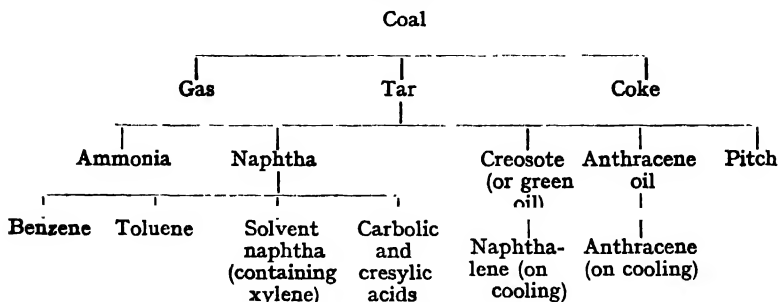 Coal
Gas Tar Coke
Ammonia Naphtha Creosote Anthracene Pitch
(or green oil
oil)
Benzene Toluene Solvent Carbolic Naphtha- Anthracene
naphtha and lene (on (on cooling)
(containing cresylic cooling)
xylene) acids